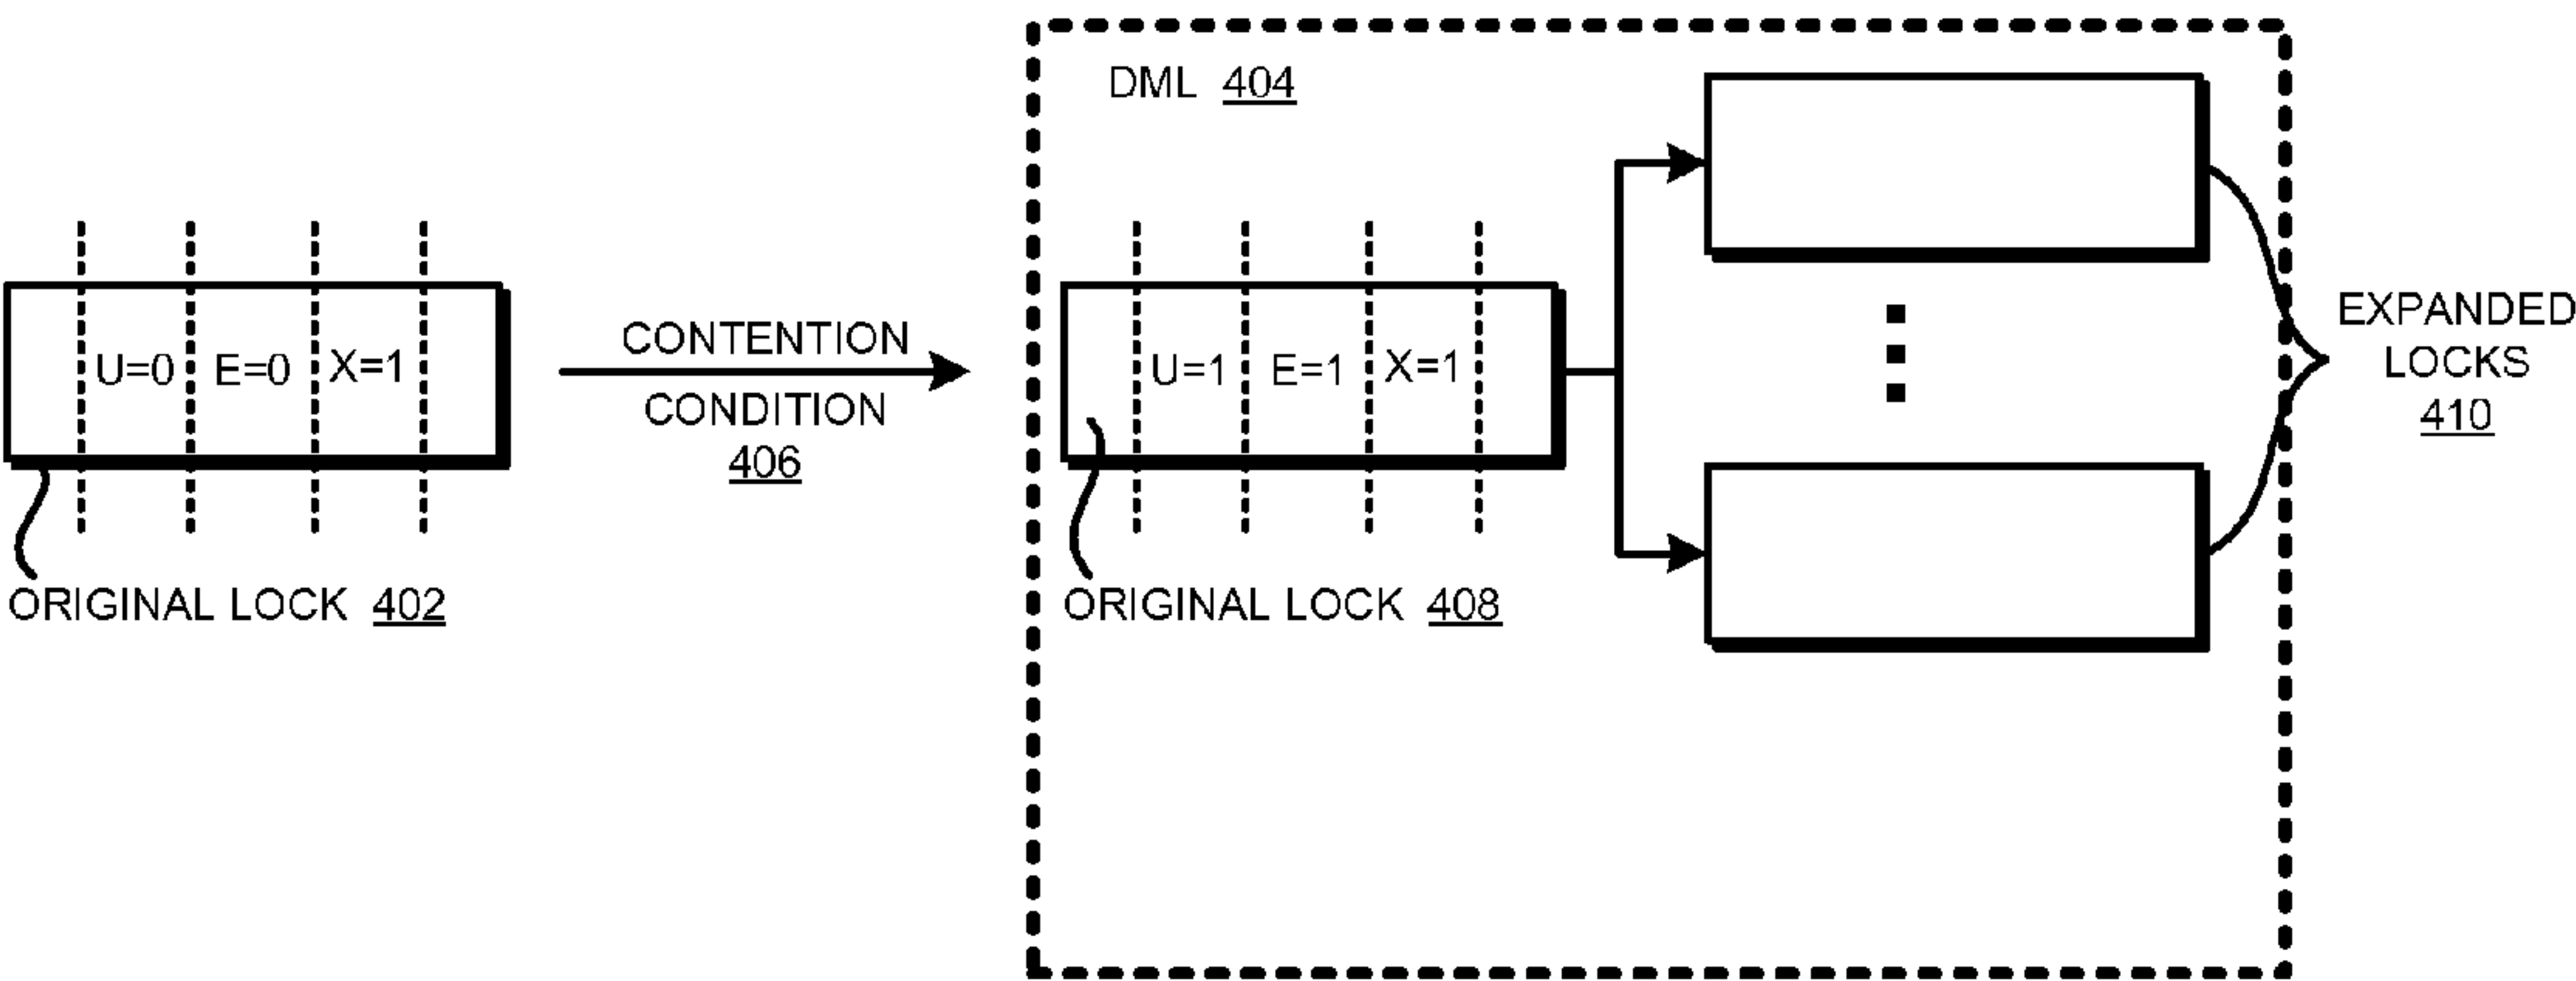 DML 404
U=0 E=0 X=1
CONTENTION
CONDITION
406
U=1 E=1 X=1
EXPANDED
LOCKS
410
ORIGINAL LOCK 402
ORIGINAL LOCK 408